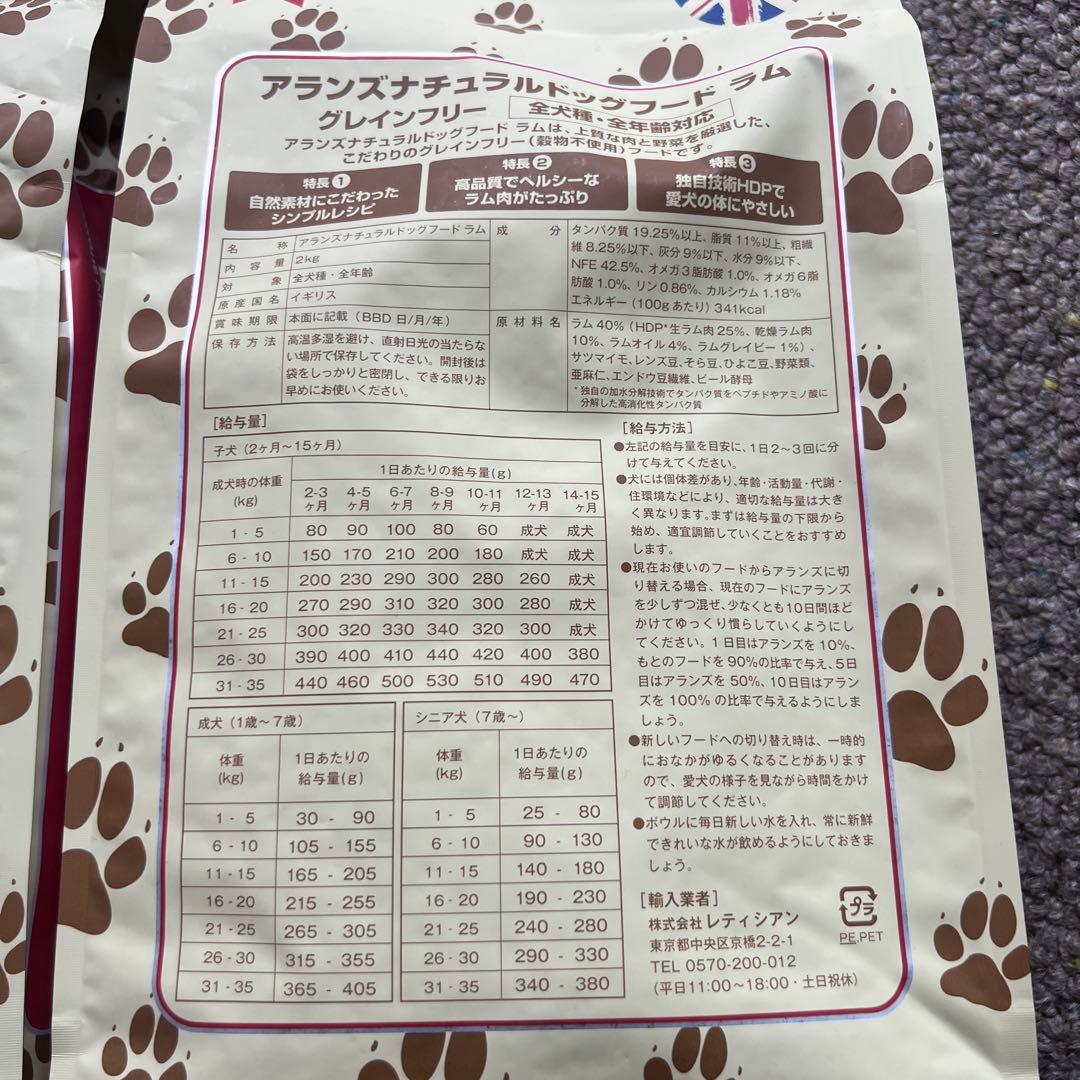 アランズナチュラルドッグフード ラム
グレインフリー 全犬種・全年齢対応
アランズナチュラルドッグフード ラムは、上質な肉と野菜を厳選した、
こだわりのグレインフリー(穀物不使用)フードです。
特長❶
自然素材にこだわった
シンプルレシピ
特長❷
高品質でヘルシーな
ラム肉がたっぷり
特長❸
独自技術HDPで
愛犬の体にやさしい
名称 アランズナチュラルドッグフード ラム
内容量 2kg
対象 全犬種・全年齢
原産国名 イギリス
賞味期限 本面に記載(BBD 日/月/年)
保存方法 高温多湿を避け、直射日光の当たらな
い場所で保存してください。開封後は
袋をしっかりと密閉し、できる限りお
早めにお使いください。
成分 タンパク質 19.25%以上、脂質 11%以上、粗繊
維 8.25%以下、灰分 9%以下、水分 9%以下、
NFE 42.5%、オメガ3脂肪酸 1.0%、オメガ6脂
肪酸 1.0%、リン 0.86%、カルシウム 1.18%
エネルギー(100gあたり)341kcal
原材料名 ラム 40%(HDP*生ラム肉 25%、乾燥ラム肉
10%、ラムオイル 4%、ラムグレイビー 1%)、
サツマイモ、レンズ豆、そら豆、ひよこ豆、野菜類、
亜麻仁、エンドウ豆繊維、ビール酵母
*独自の加水分解技術でタンパク質をペプチドやアミノ酸に
分解した高消化性タンパク質
[給与量]
子犬(2ヶ月〜15ヶ月)
成犬時の体重
(kg)
1日あたりの給与量(g)
2-3ヶ月 4-5ヶ月 6-7ヶ月 8-9ヶ月 10-11ヶ月 12-13ヶ月 14-15ヶ月
1 - 5 80 90 100 80 60 成犬 成犬
6 - 10 150 170 210 200 180 成犬 成犬
11 - 15 200 230 290 300 280 260 成犬
16 - 20 270 290 310 320 300 280 成犬
21 - 25 300 320 330 340 320 300 成犬
26 - 30 390 400 410 440 420 400 380
31 - 35 440 460 500 530 510 490 470
成犬(1歳〜7歳)
体重
(kg)
1日あたりの
給与量(g)
1 - 5 30 - 90
6 - 10 105 - 155
11 - 15 165 - 205
16 - 20 215 - 255
21 - 25 265 - 305
26 - 30 315 - 355
31 - 35 365 - 405
シニア犬(7歳〜)
体重
(kg)
1日あたりの
給与量(g)
1 - 5 25 - 80
6 - 10 90 - 130
11 - 15 140 - 180
16 - 20 190 - 230
21 - 25 240 - 280
26 - 30 290 - 330
31 - 35 340 - 380
[給与方法]
●左記の給与量を目安に、1日2〜3回に分
けて与えてください。
●犬には個体差があり、年齢・活動量・代謝・
住環境などにより、適切な給与量は大き
く異なります。まずは給与量の下限から
始め、適宜調節していくことをおすすめ
します。
●現在お使いのフードからアランズに切
り替える場合、現在のフードにアランズ
を少しずつ混ぜ、少なくとも10日間ほど
かけてゆっくり慣らしていくようにし
てください。1日目はアランズを10%、
もとのフードを90%の比率で与え、5日
目はアランズを 50%、10日目はアラン
ズを 100% の比率で与えるようにしま
しょう。
●新しいフードへの切り替え時は、一時的
におなかがゆるくなることがあります
ので、愛犬の様子を見ながら時間をかけ
て調節してください。
●ボウルに毎日新しい水を入れ、常に新鮮
できれいな水が飲めるようにしておきま
しょう。
[輸入業者]
株式会社レティシアン
東京都中央区京橋2-2-1
TEL 0570-200-012
(平日11:00〜18:00・土日祝休)
プラ
PE,PET